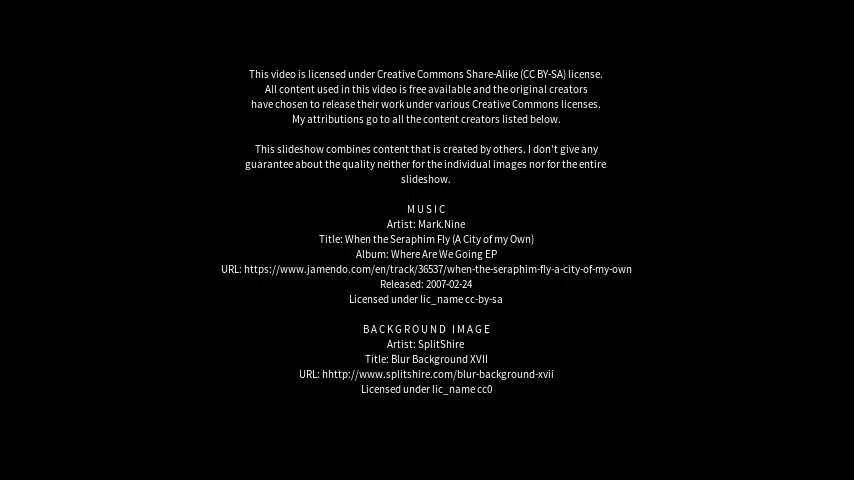 This video is licensed under Creative Commons Share-Alike (CC BY-SA) license.
All content used in this video is free available and the original creators
have chosen to release their work under various Creative Commons licenses.
My attributions go to all the content creators listed below.
This slideshow combines content that is created by others. I don't give any
guarantee about the quality neither for the individual images nor for the entire
slideshow.
MUSIC
Artist: Mark.Nine
Title: When the Seraphim Fly (A City of my Own)
Album: Where Are We Going EP
URL: https://www.jamendo.com/en/track/36537/when-the-seraphim-fly-a-city-of-my-own
Released: 2007-02-24
Licensed under lic_name cc-by-sa
BACKGROUND IMAGE
Artist: SplitShire
Title: Blur Background XVII
URL: hhttp://www.splitshire.com/blur-background-xvii
Licensed under lic_name cc0